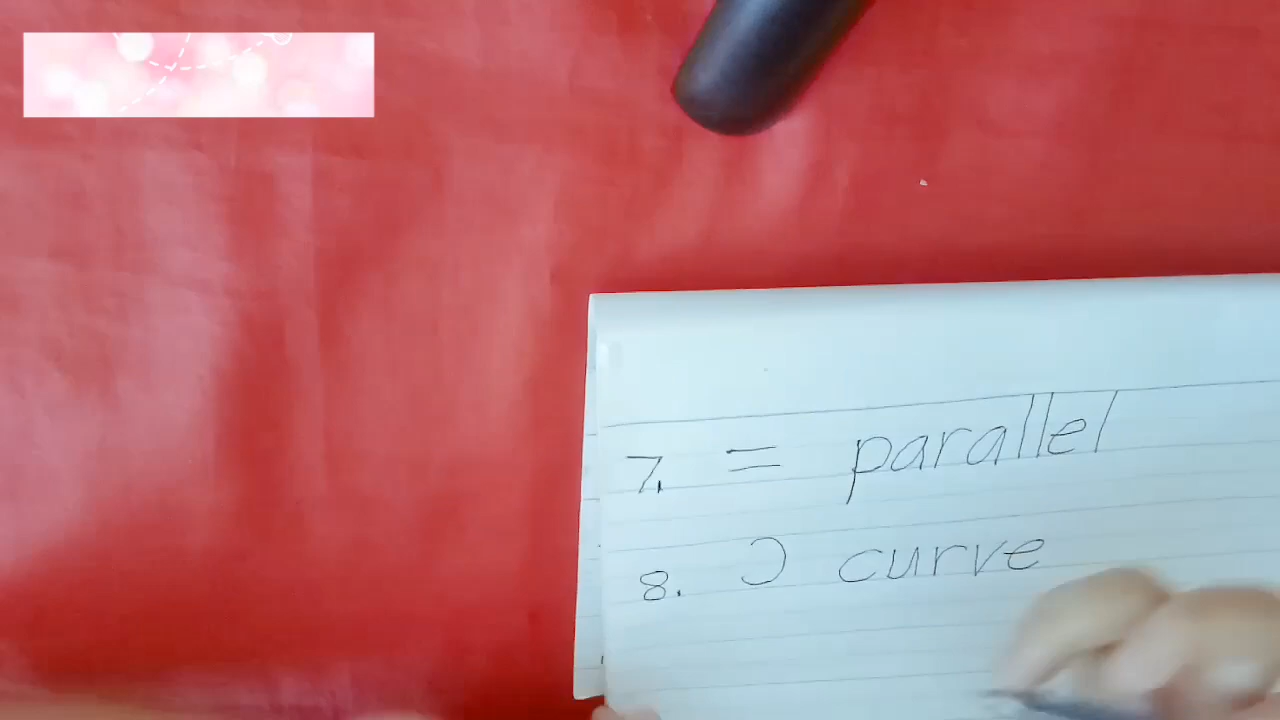 7. = parallel
8. Ɔ curve